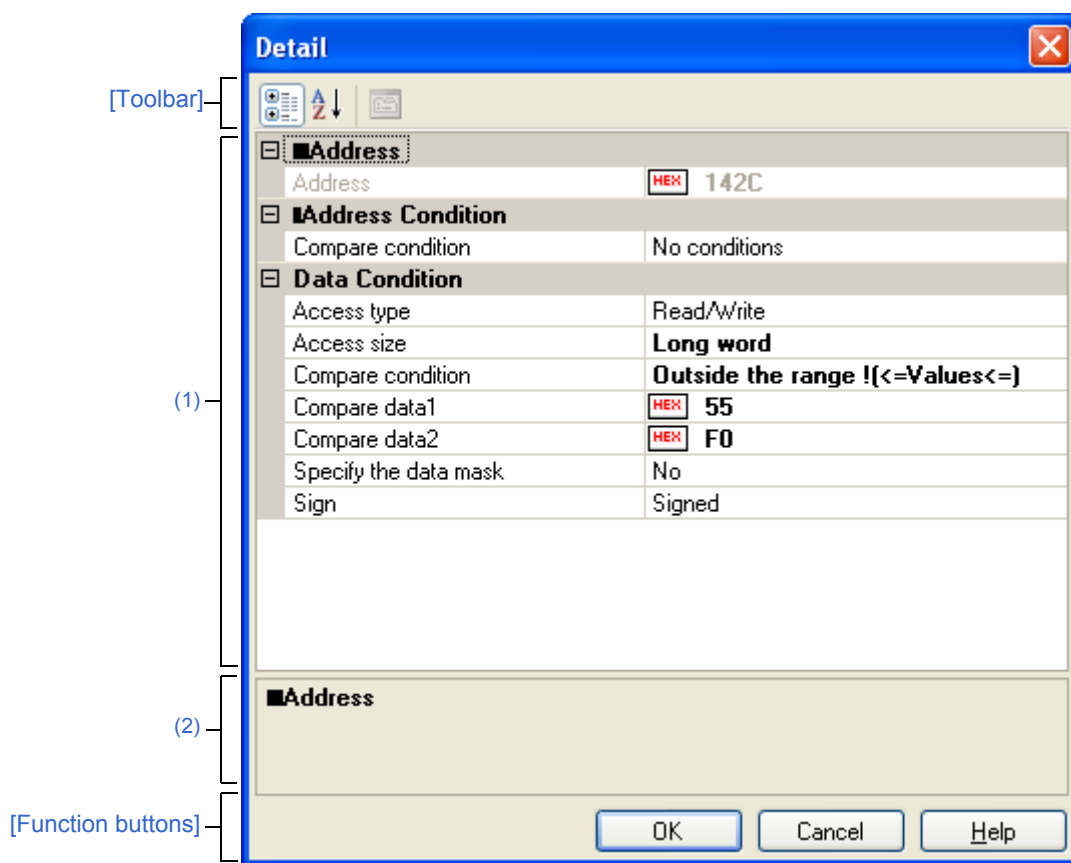 Detail
[Toolbar]
A
Z
■Address
Address HEX 142C
■Address Condition
Compare condition No conditions
Data Condition
Access type Read/Write
Access size Long word
Compare condition Outside the range !(<=Values<=)
(1)
Compare data1 HEX 55
Compare data2 HEX F0
Specify the data mask No
Sign Signed
■Address
(2)
[Function buttons]
OK Cancel Help